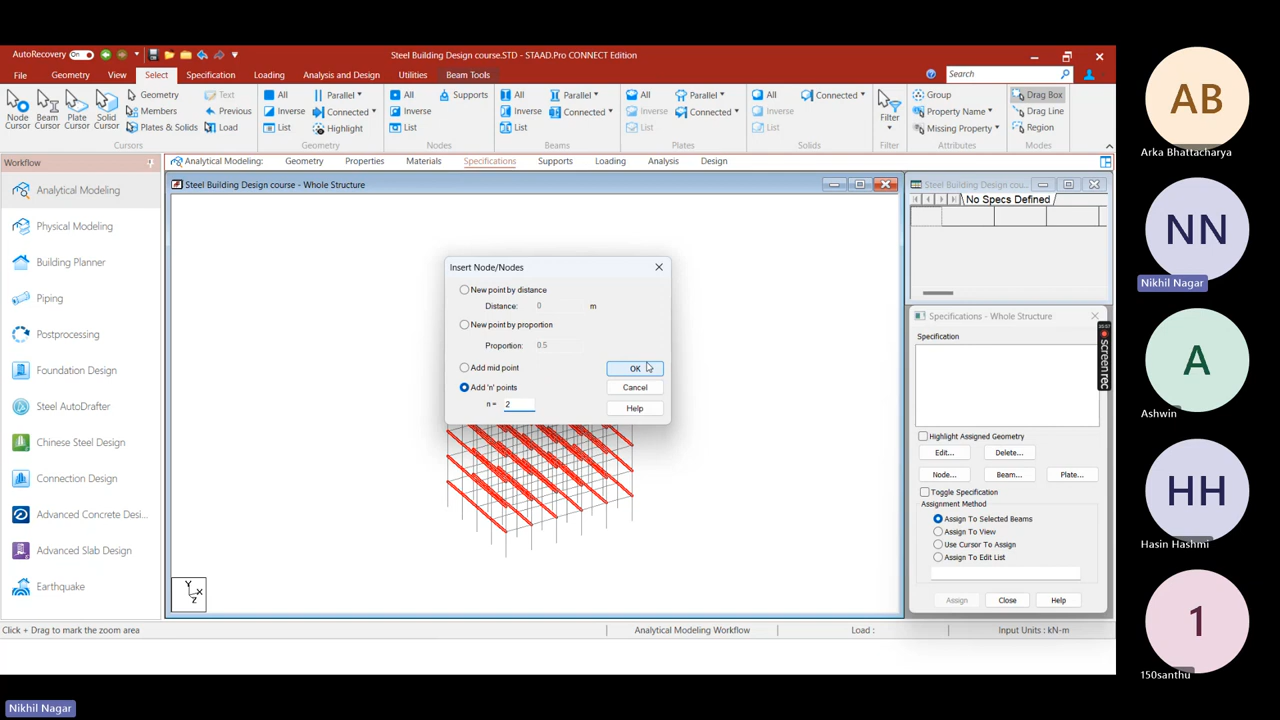 AutoRecovery On
Steel Building Design course.STD - STAAD.Pro CONNECT Edition
File Geometry View Select Specification Loading Analysis and Design Utilities Beam Tools Search
Geometry Text All Parallel All Supports All Parallel All Parallel All Connected Group Drag Box
Members Previous Inverse Connected Inverse Inverse Connected Inverse Connected Inverse Property Name Drag Line
Node Cursor Beam Cursor Plate Cursor Solid Cursor Plates & Solids Load List Highlight List List List List Filter Missing Property Region
Cursors Geometry Nodes Beams Plates Solids Filter Attributes Modes
Workflow
Analytical Modeling: Geometry Properties Materials Specifications Supports Loading Analysis Design
Analytical Modeling
Physical Modeling
Building Planner
Piping
Postprocessing
Foundation Design
Steel AutoDrafter
Chinese Steel Design
Connection Design
Advanced Concrete Desi...
Advanced Slab Design
Earthquake
Steel Building Design course - Whole Structure
Insert Node/Nodes
New point by distance
Distance: 0 m
New point by proportion
Proportion: 0.5
Add mid point
OK
Add 'n' points
Cancel
n = 2
Help
Y
X
Z
Steel Building Design cou...
No Specs Defined
Specifications - Whole Structure
Specification
Highlight Assigned Geometry
Edit... Delete...
Node... Beam... Plate...
Toggle Specification
Assignment Method
Assign To Selected Beams
Assign To View
Use Cursor To Assign
Assign To Edit List
Assign Close Help
screen rec
Click + Drag to mark the zoom area
Analytical Modeling Workflow
Load :
Input Units : kN-m
AB
Arka Bhattacharya
NN
Nikhil Nagar
A
Ashwin
HH
Hasin Hashmi
1
150santhu
Nikhil Nagar